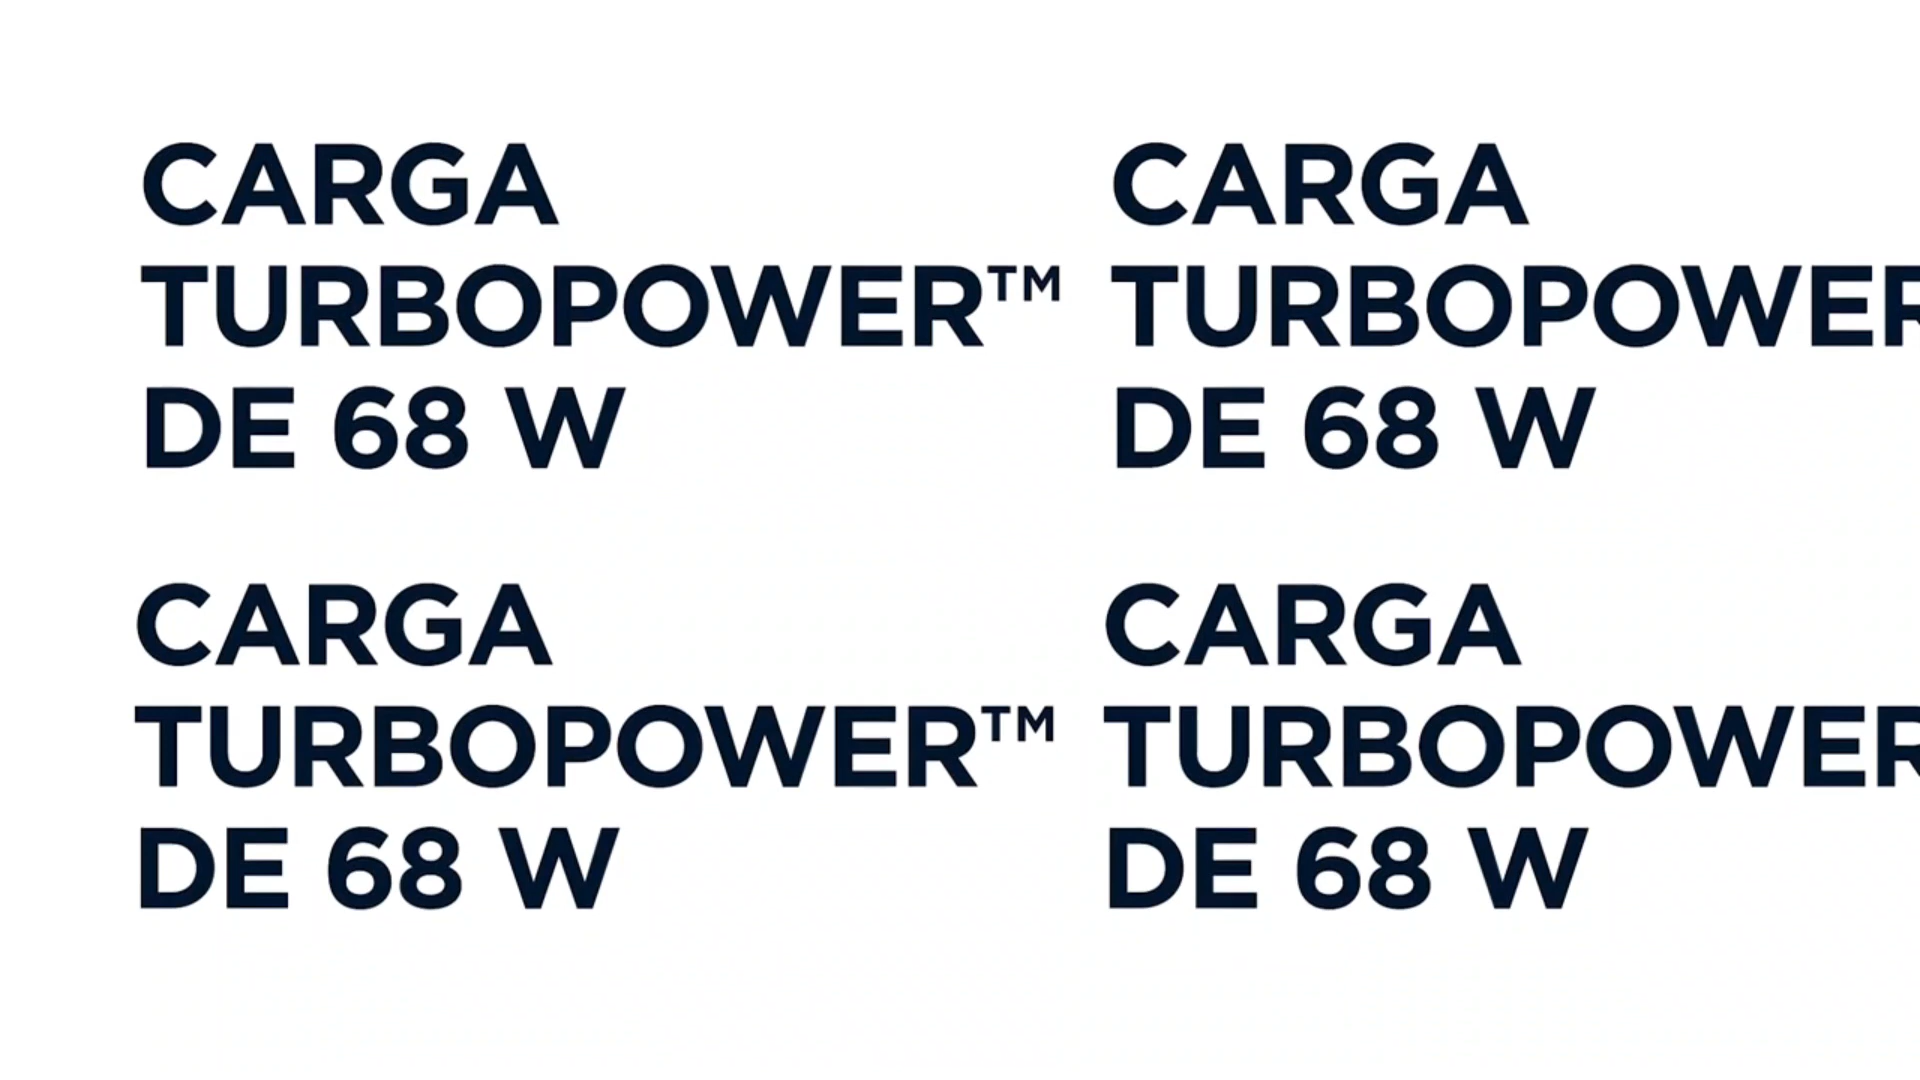 CARGA
TURBOPOWER™
DE 68 W
CARGA
TURBOPOWER
DE 68 W
CARGA
TURBOPOWER™
DE 68 W
CARGA
TURBOPOWER
DE 68 W